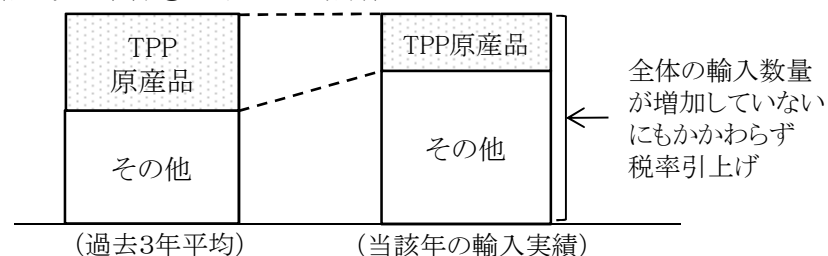 TPP
原産品
その他
TPP原産品
その他
全体の輸入数量
が増加していない
にもかかわらず
税率引上げ
(過去3年平均)
(当該年の輸入実績)